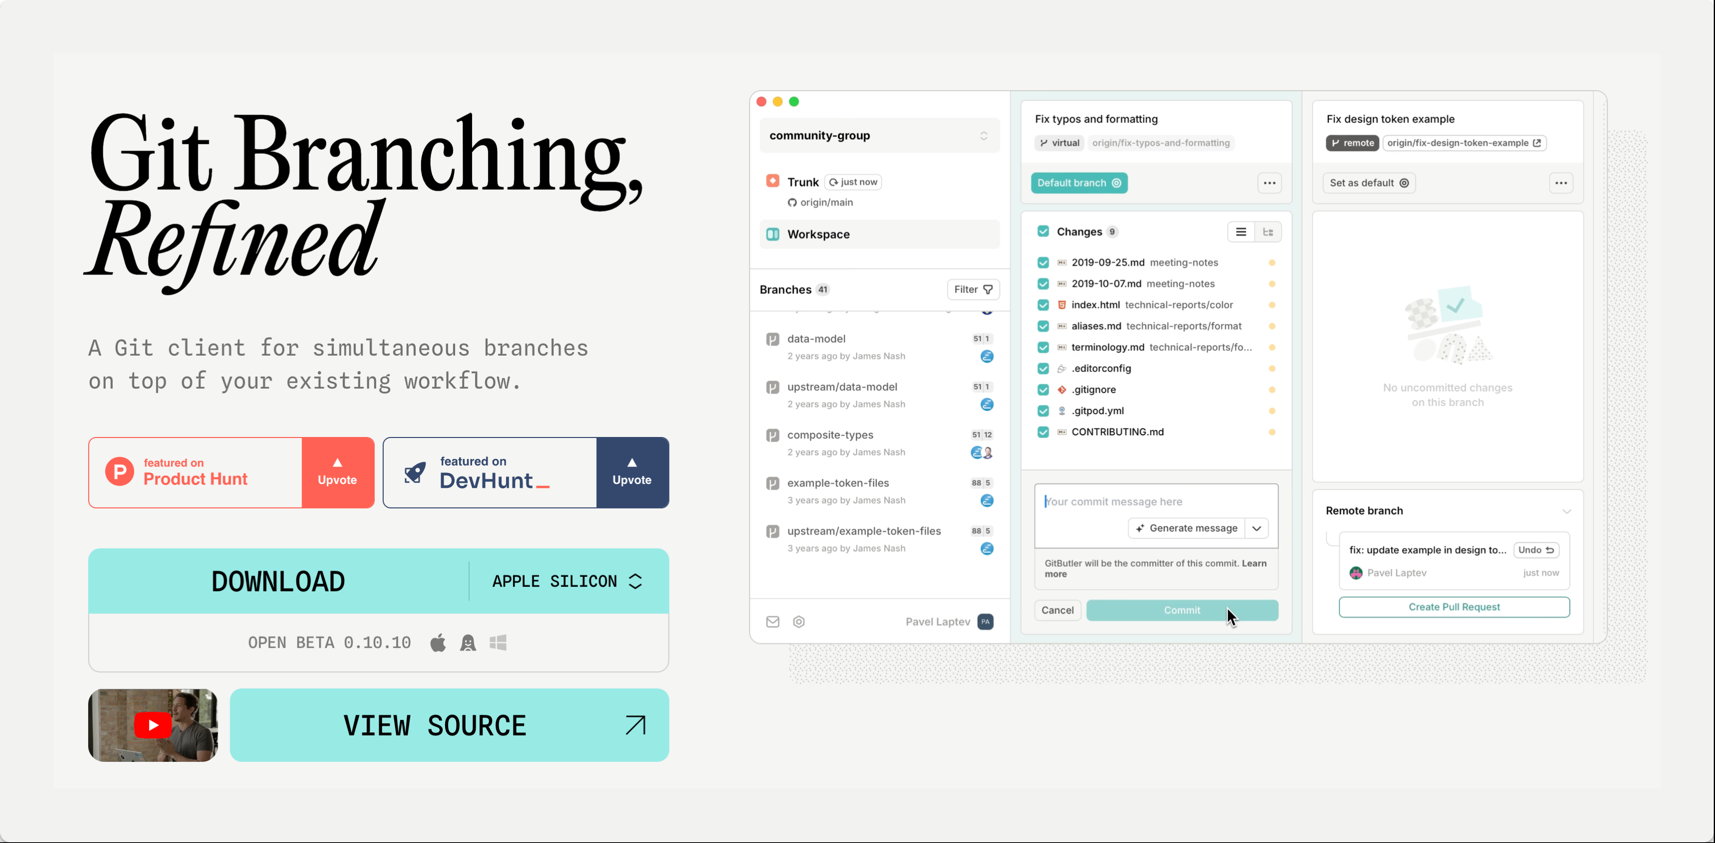 Git Branching,
Refined
A Git client for simultaneous branches
on top of your existing workflow.
featured on
Product Hunt
Upvote
featured on
DevHunt_
Upvote
DOWNLOAD
APPLE SILICON
OPEN BETA 0.10.10
VIEW SOURCE
community-group
Trunk just now
origin/main
Workspace
Branches 41
Filter
data-model 51 1
2 years ago by James Nash
upstream/data-model 51 1
2 years ago by James Nash
composite-types 51 12
2 years ago by James Nash
example-token-files 88 5
3 years ago by James Nash
upstream/example-token-files 88 5
3 years ago by James Nash
Pavel Laptev PA
Fix typos and formatting
virtual origin/fix-typos-and-formatting
Default branch
Changes 9
2019-09-25.md meeting-notes
2019-10-07.md meeting-notes
index.html technical-reports/color
aliases.md technical-reports/format
terminology.md technical-reports/fo...
.editorconfig
.gitignore
.gitpod.yml
CONTRIBUTING.md
Your commit message here
Generate message
GitButler will be the committer of this commit. Learn
more
Cancel
Commit
Fix design token example
remote origin/fix-design-token-example
Set as default
No uncommitted changes
on this branch
Remote branch
fix: update example in design to... Undo
Pavel Laptev just now
Create Pull Request